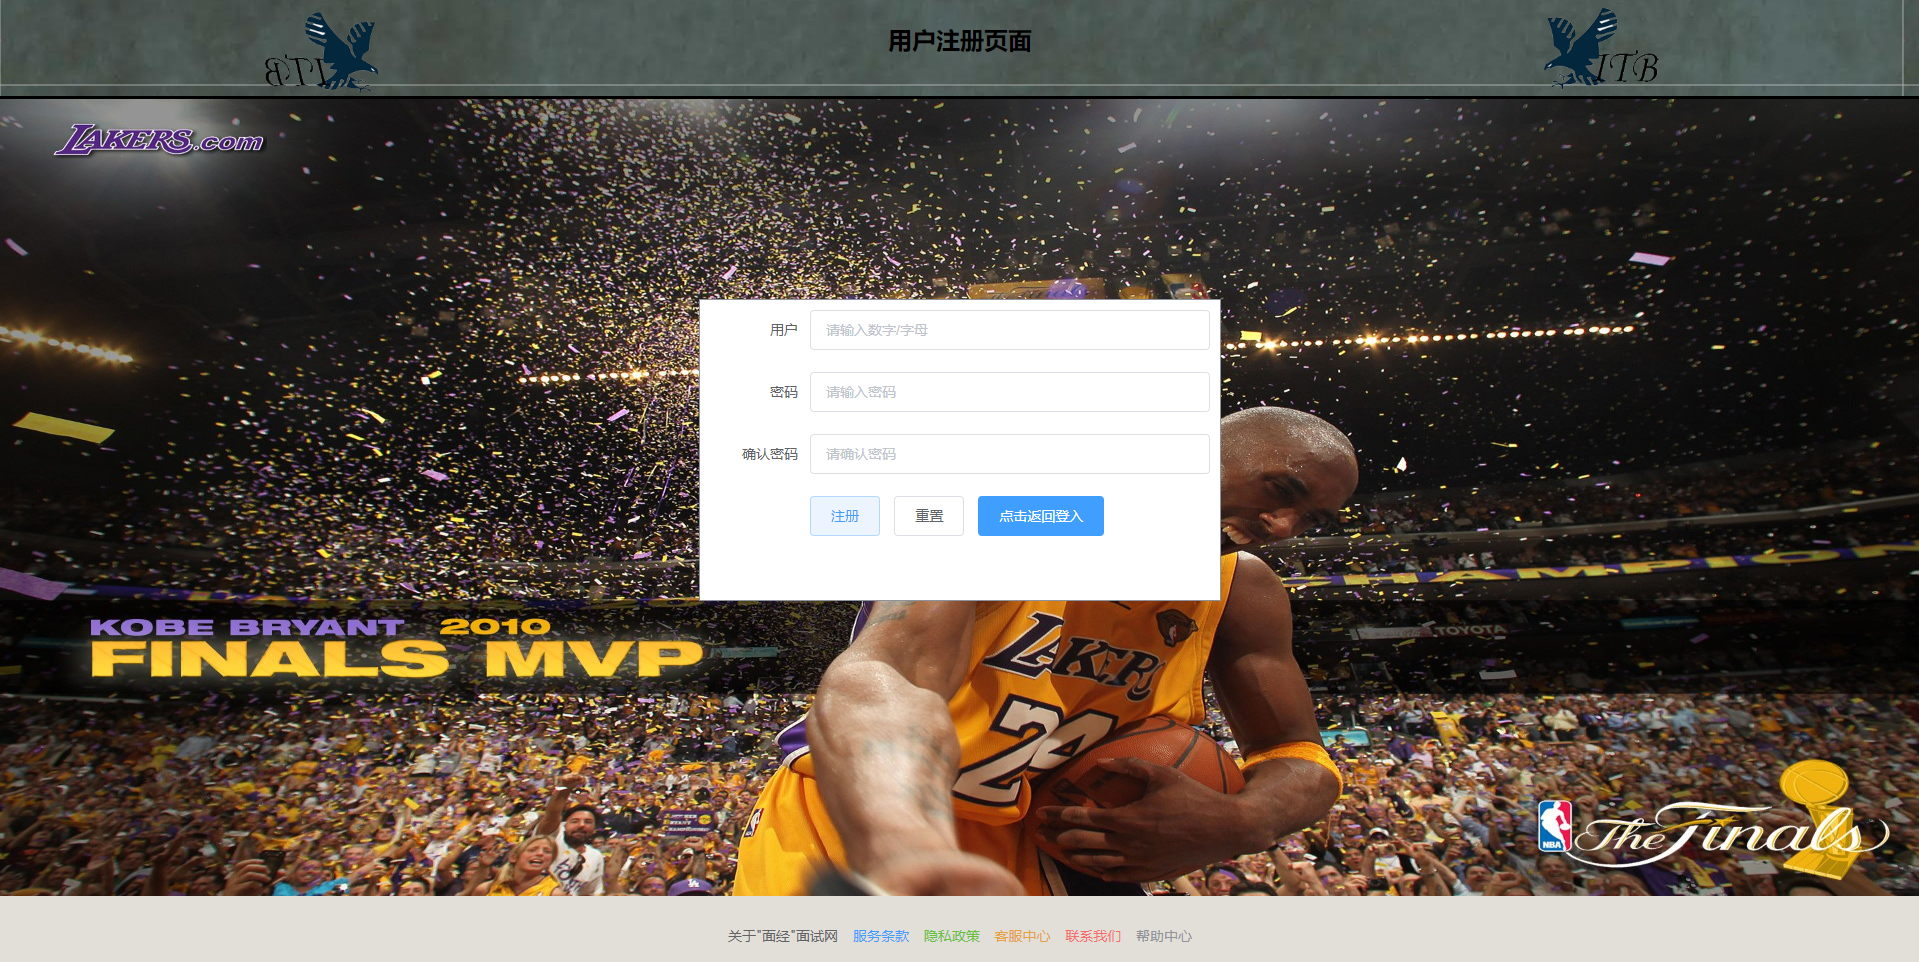 ITB
用户注册页面
ITB
LAKERS.com
用户 请输入数字/字母
密码 请输入密码
确认密码 请确认密码
注册 重置 点击返回登入
CHAMPION
KOBE BRYANT 2010
FINALS MVP
TOYOTA
LAKERS
24
NBA The Finals
关于"面经"面试网 服务条款 隐私政策 客服中心 联系我们 帮助中心